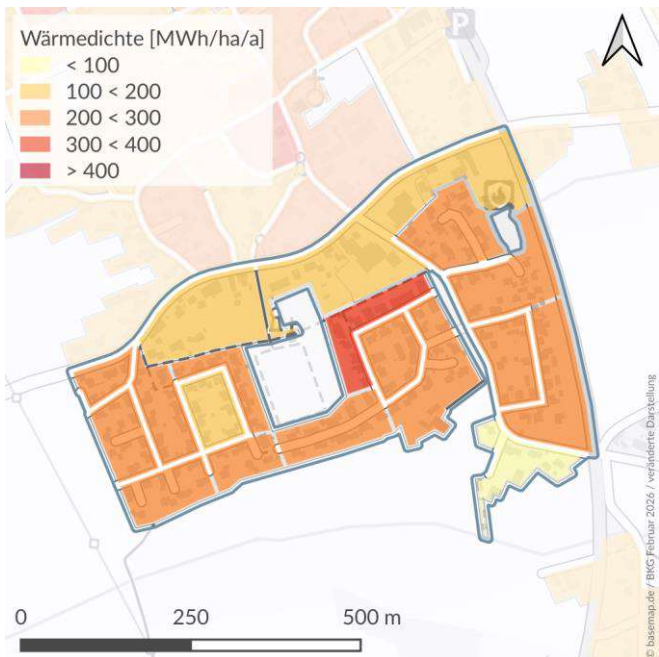 Wärmedichte [MWh/ha/a]
< 100
100 < 200
200 < 300
300 < 400
> 400
P
0 250 500 m
© basemap.de / BKG Februar 2026 / veränderte Darstellung